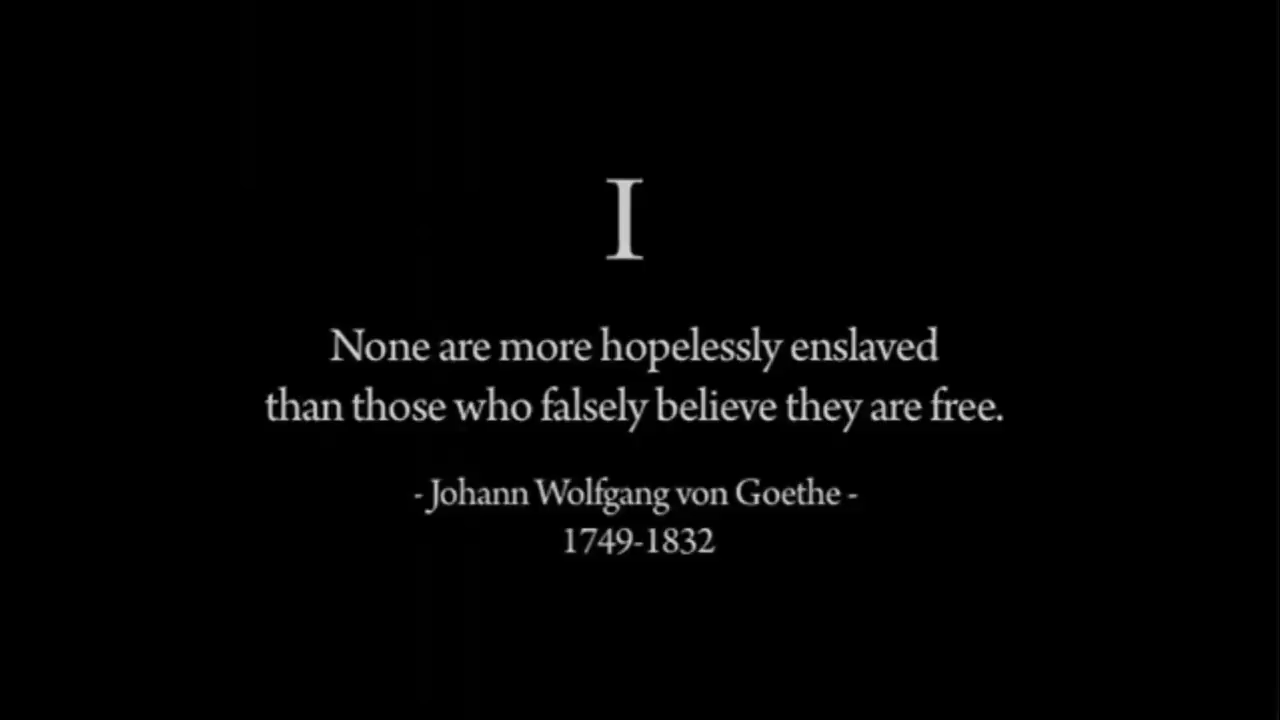 I
None are more hopelessly enslaved
than those who falsely believe they are free.
- Johann Wolfgang von Goethe -
1749-1832